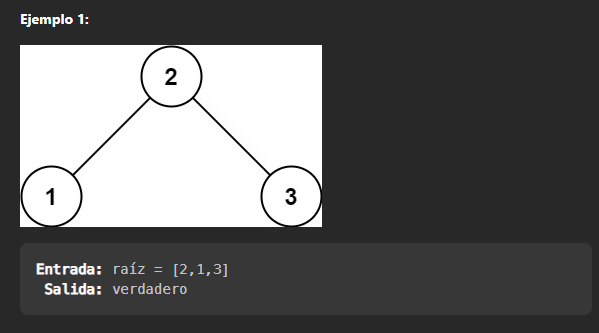 Ejemplo 1:
2
1
3
Entrada: raíz = [2,1,3]
Salida: verdadero